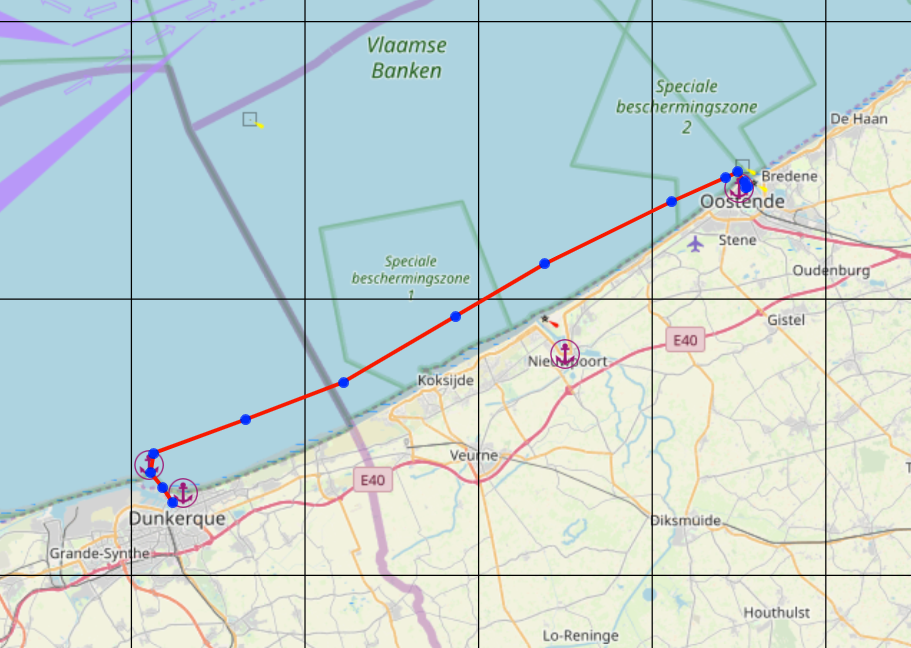 Vlaamse
Banken
Speciale
beschermingszone
2
De Haan
Bredene
Oostende
Stene
Oudenburg
Speciale
beschermingszone
1
Gistel
E40
Nieuwpoort
Koksijde
Veurne
E40
Dunkerque
Diksmuide
Grande-Synthe
Houthulst
Lo-Reninge